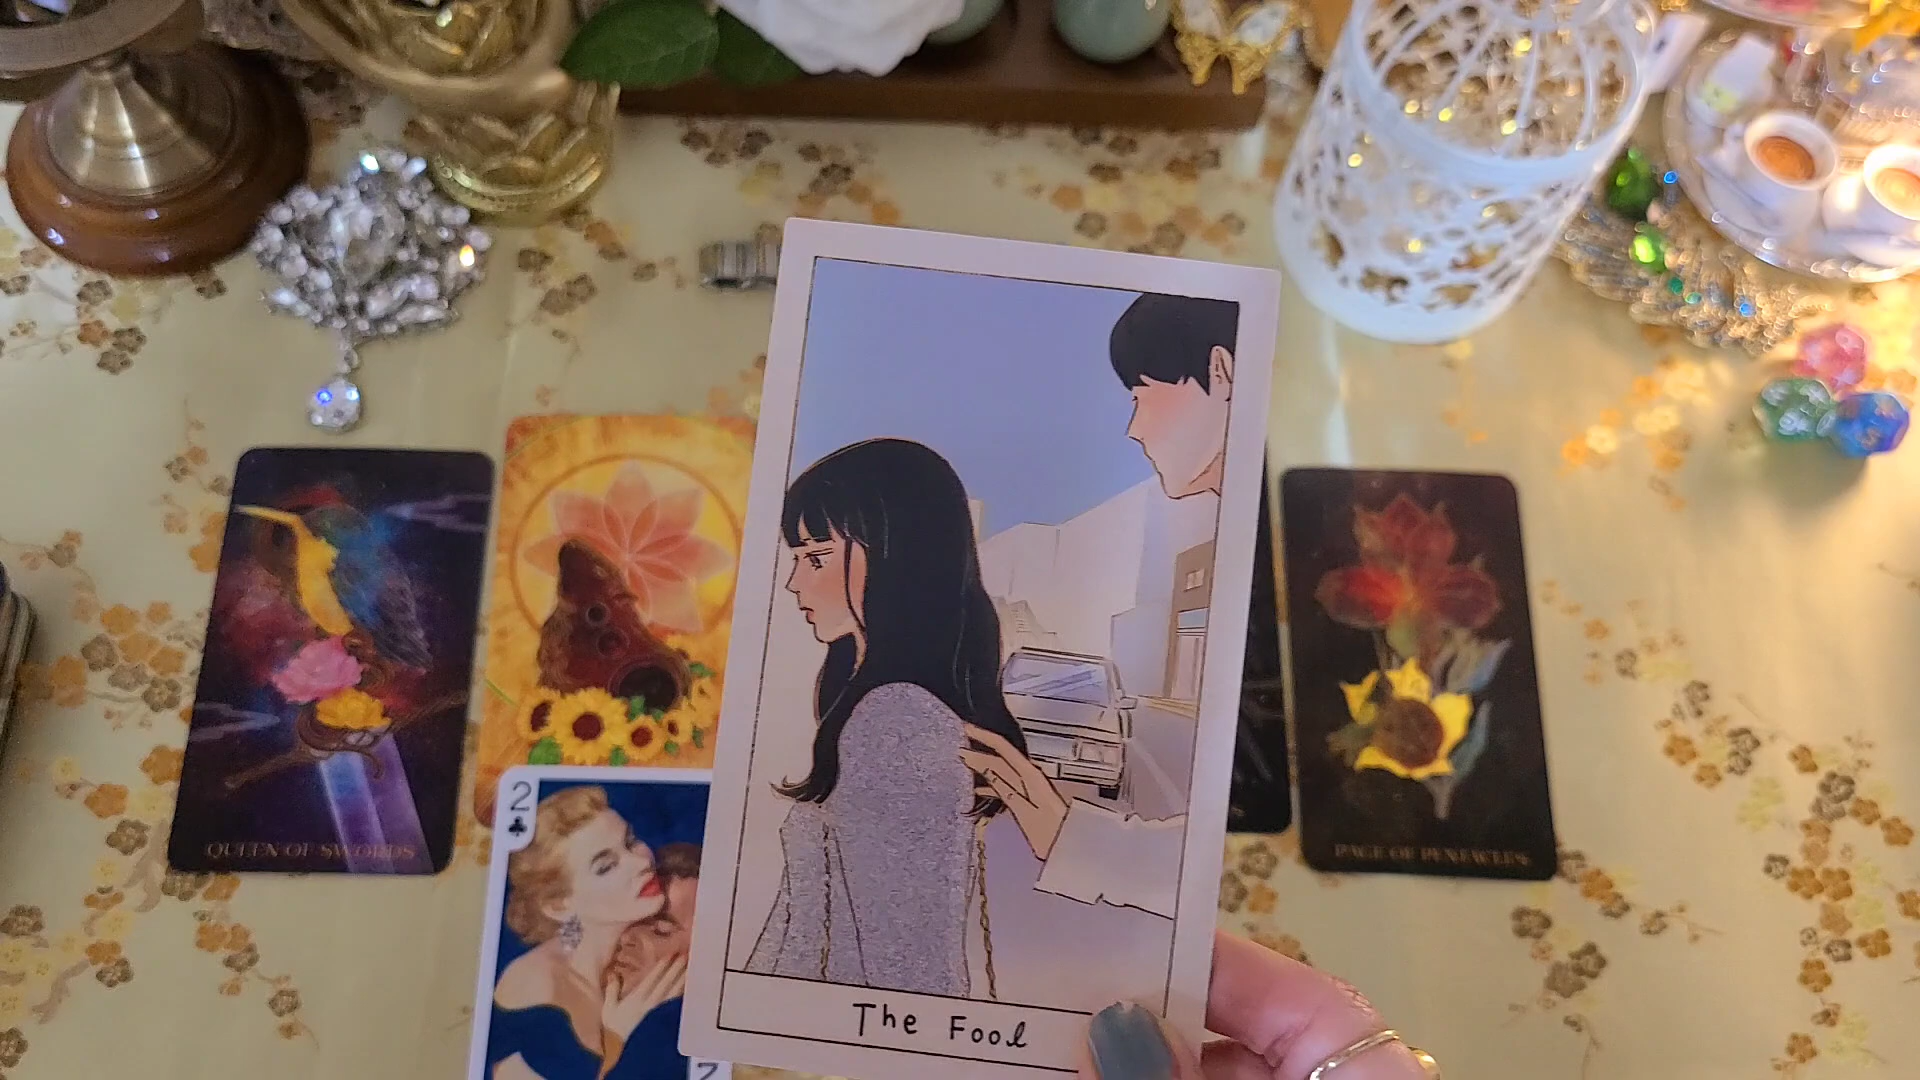 QUEEN OF SWORDS
2
The Fool
PAGE OF PENTACLES